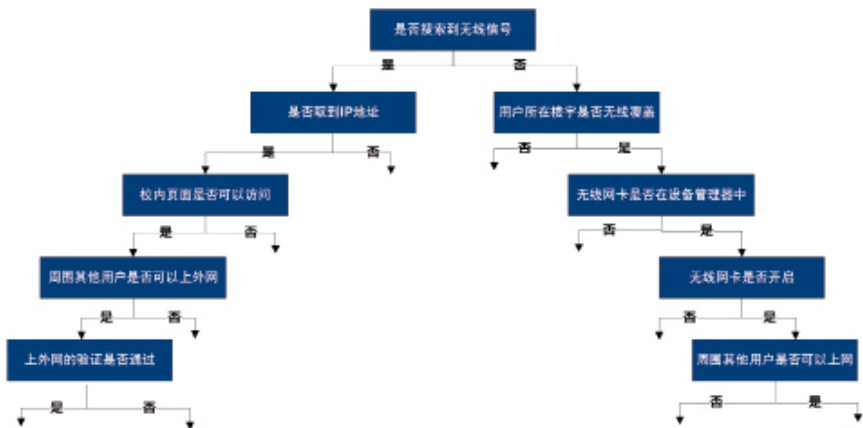 是否搜索到无线信号
是 否
是否取到IP地址 用户所在楼宇是否无线覆盖
是 否 否 是
校内页面是否可以访问 无线网卡是否在设备管理器中
是 否 否 是
周围其他用户是否可以上外网 无线网卡是否开启
是 否 否 是
上外网的验证是否通过 周围其他用户是否可以上网
是 否 否 是